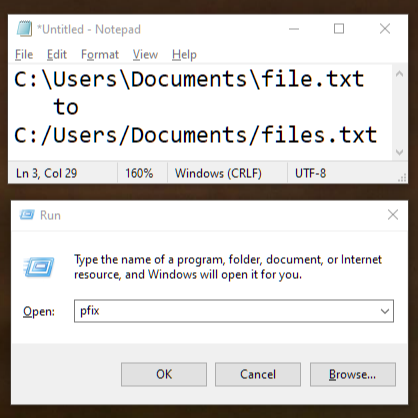 *Untitled - Notepad
File Edit Format View Help
C:\Users\Documents\file.txt
to
C:/Users/Documents/files.txt
Ln 3, Col 29 160% Windows (CRLF) UTF-8
Run
Type the name of a program, folder, document, or Internet
resource, and Windows will open it for you.
Open: pfix
OK Cancel Browse...